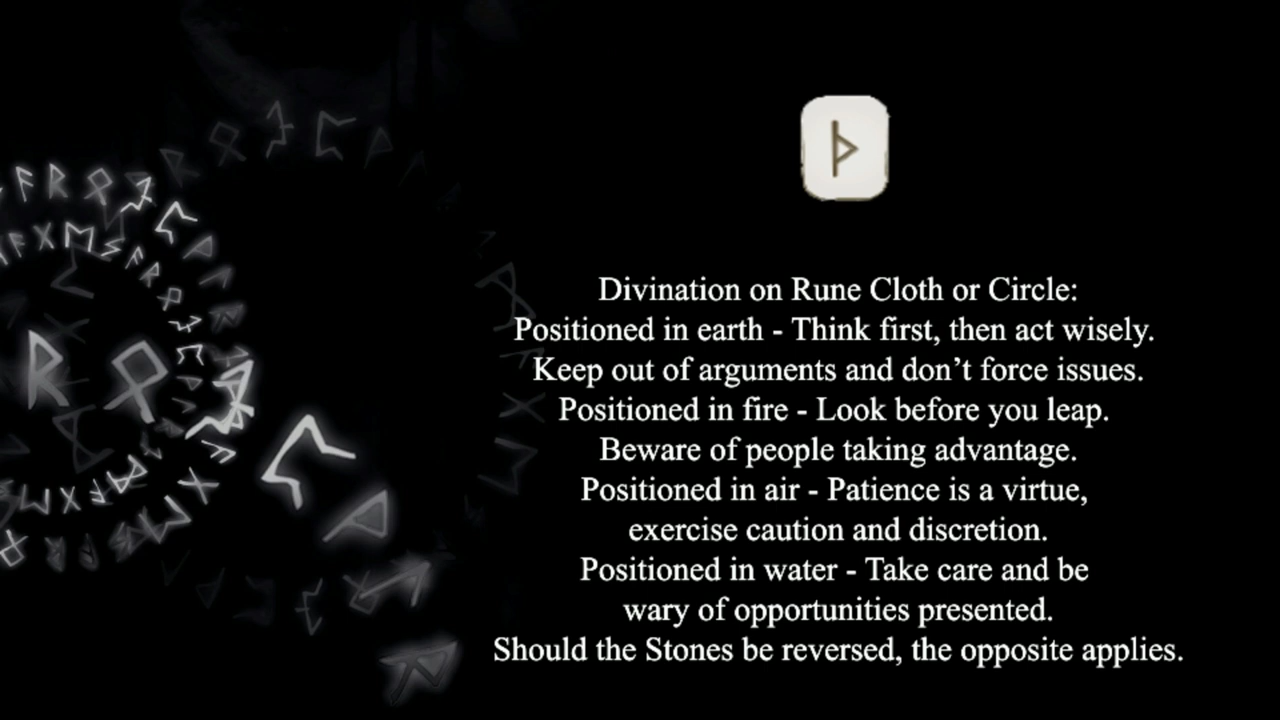 ᚦ
Divination on Rune Cloth or Circle:
Positioned in earth - Think first, then act wisely.
Keep out of arguments and don’t force issues.
Positioned in fire - Look before you leap.
Beware of people taking advantage.
Positioned in air - Patience is a virtue,
exercise caution and discretion.
Positioned in water - Take care and be
wary of opportunities presented.
Should the Stones be reversed, the opposite applies.